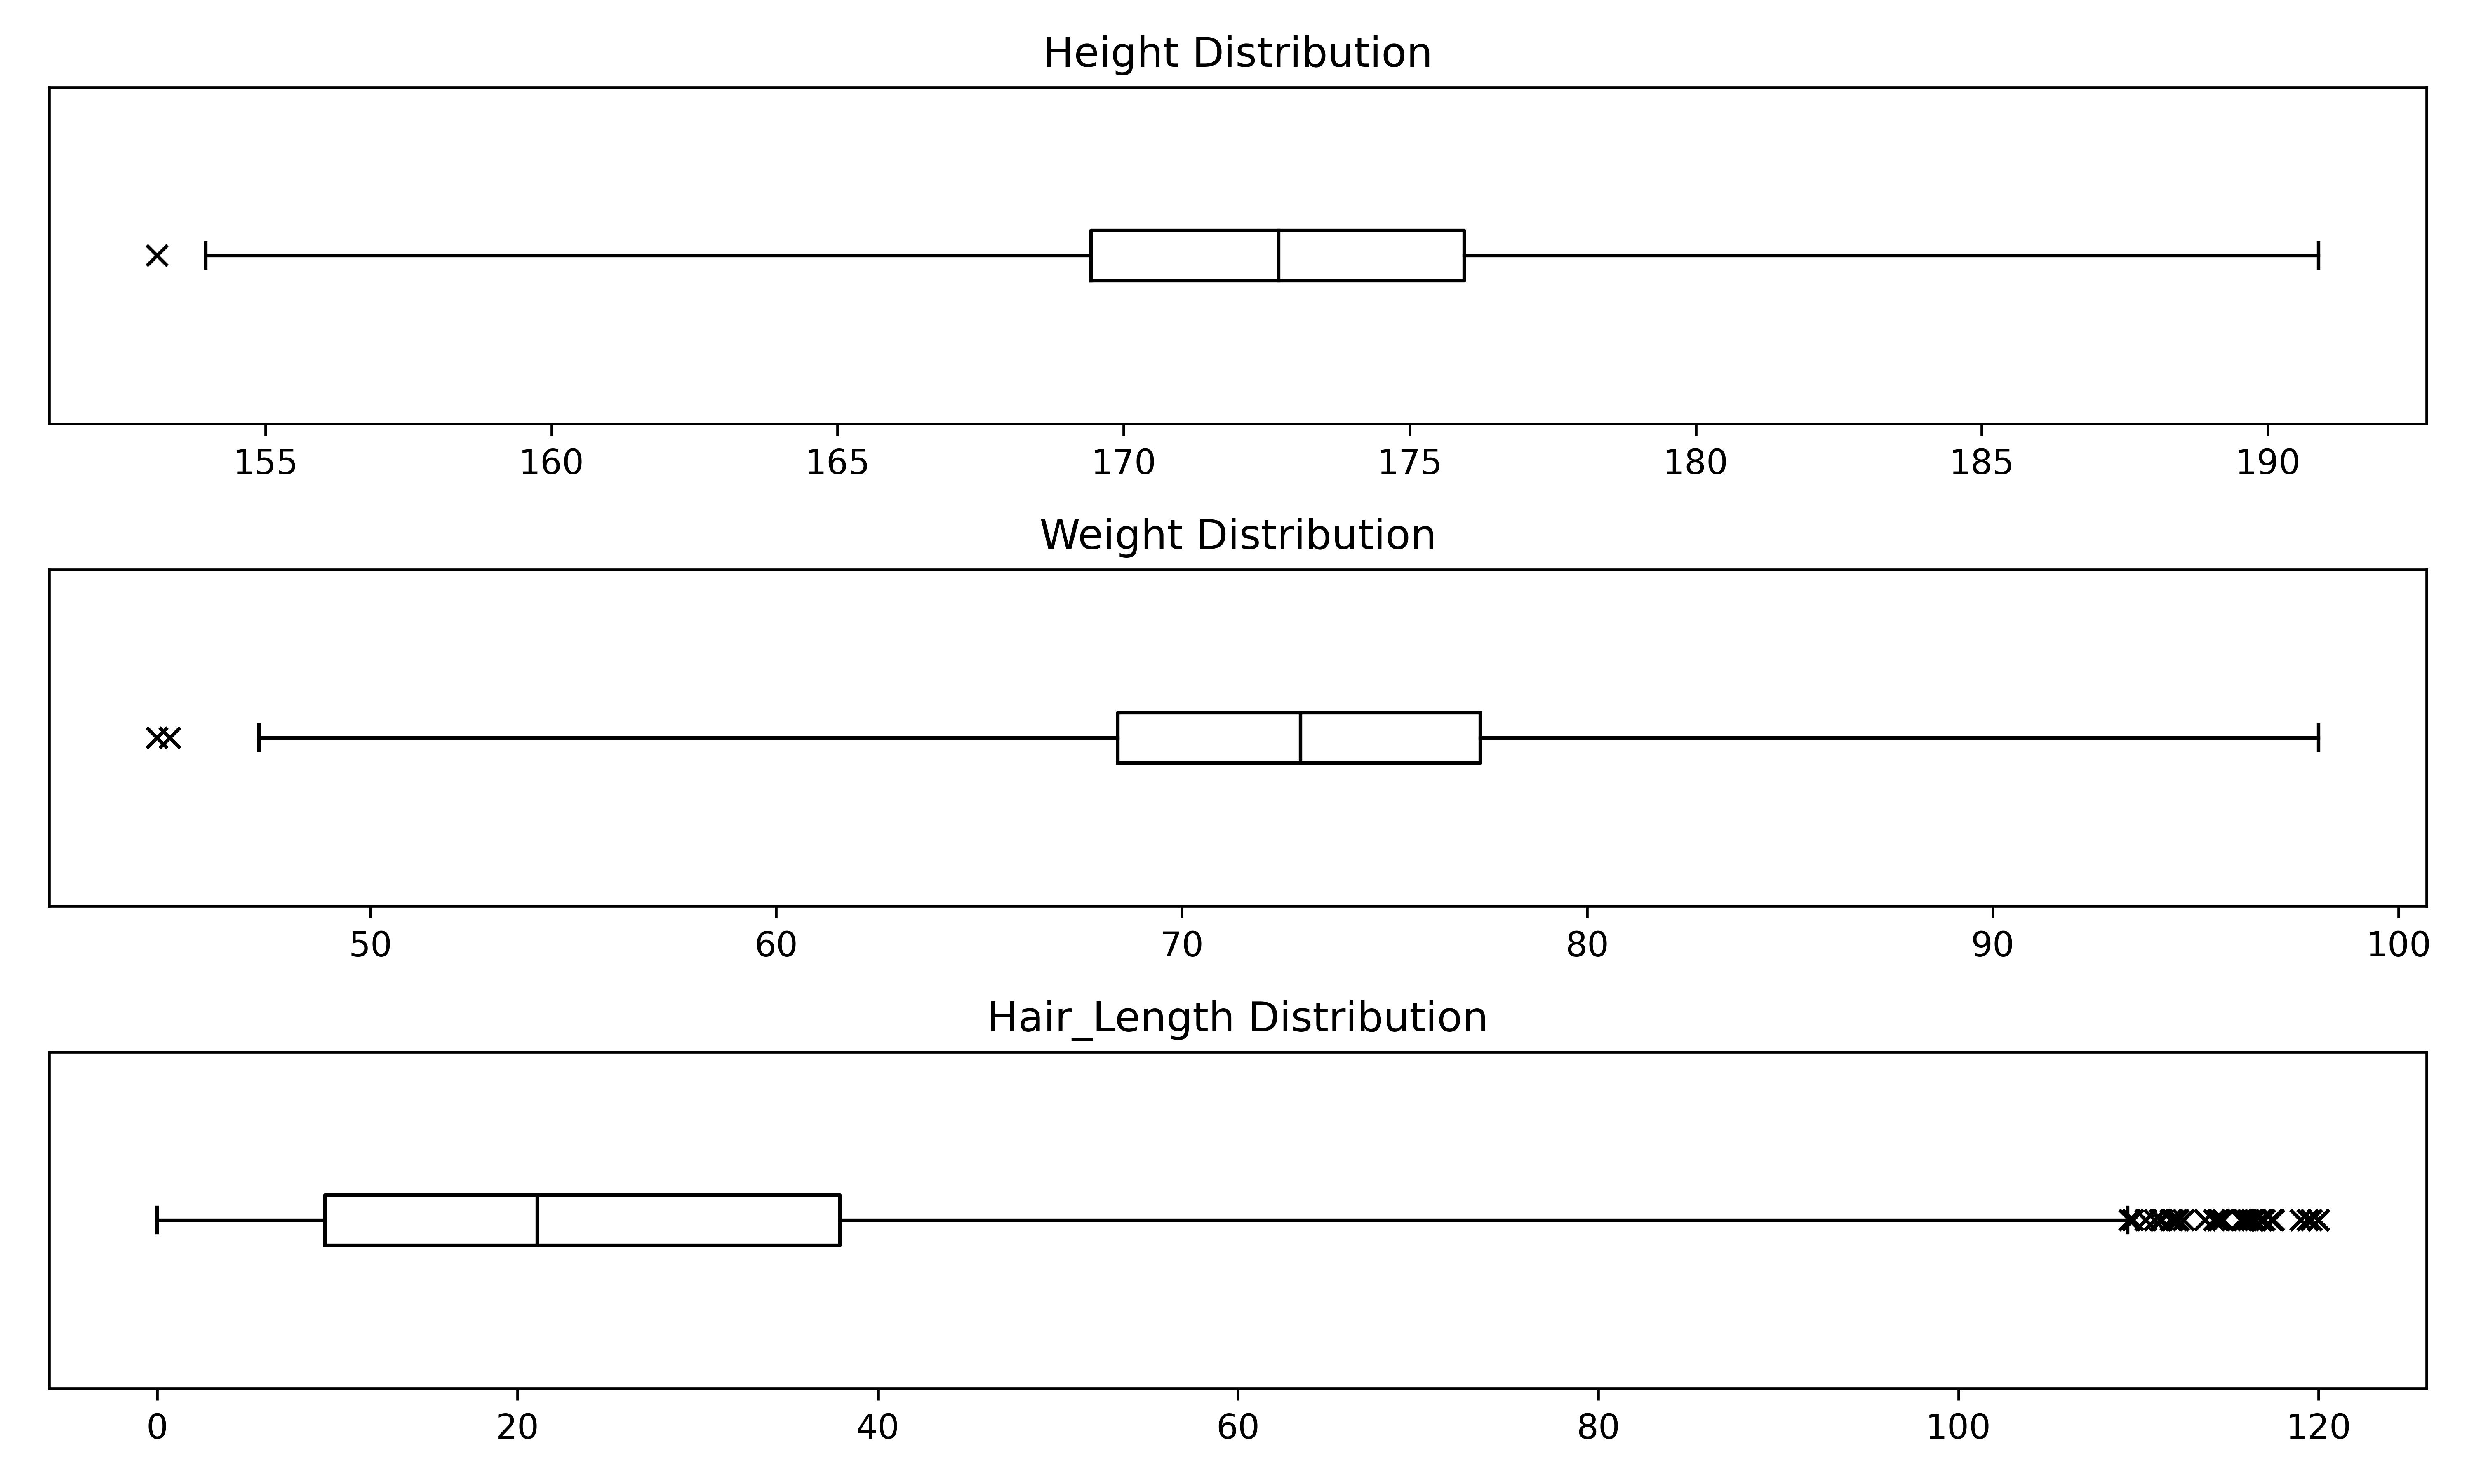 Height Distribution
155 160 165 170 175 180 185 190
Weight Distribution
50 60 70 80 90 100
Hair_Length Distribution
0 20 40 60 80 100 120